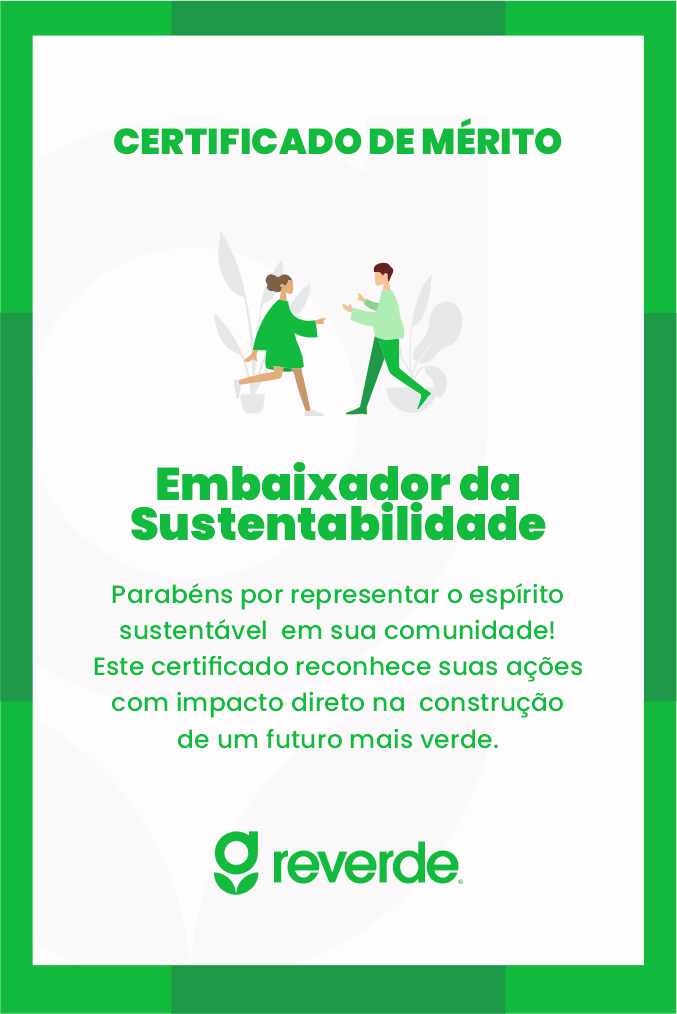 CERTIFICADO DE MÉRITO
Embaixador da
Sustentabilidade
Parabéns por representar o espírito
sustentável em sua comunidade!
Este certificado reconhece suas ações
com impacto direto na construção
de um futuro mais verde.
reverde®